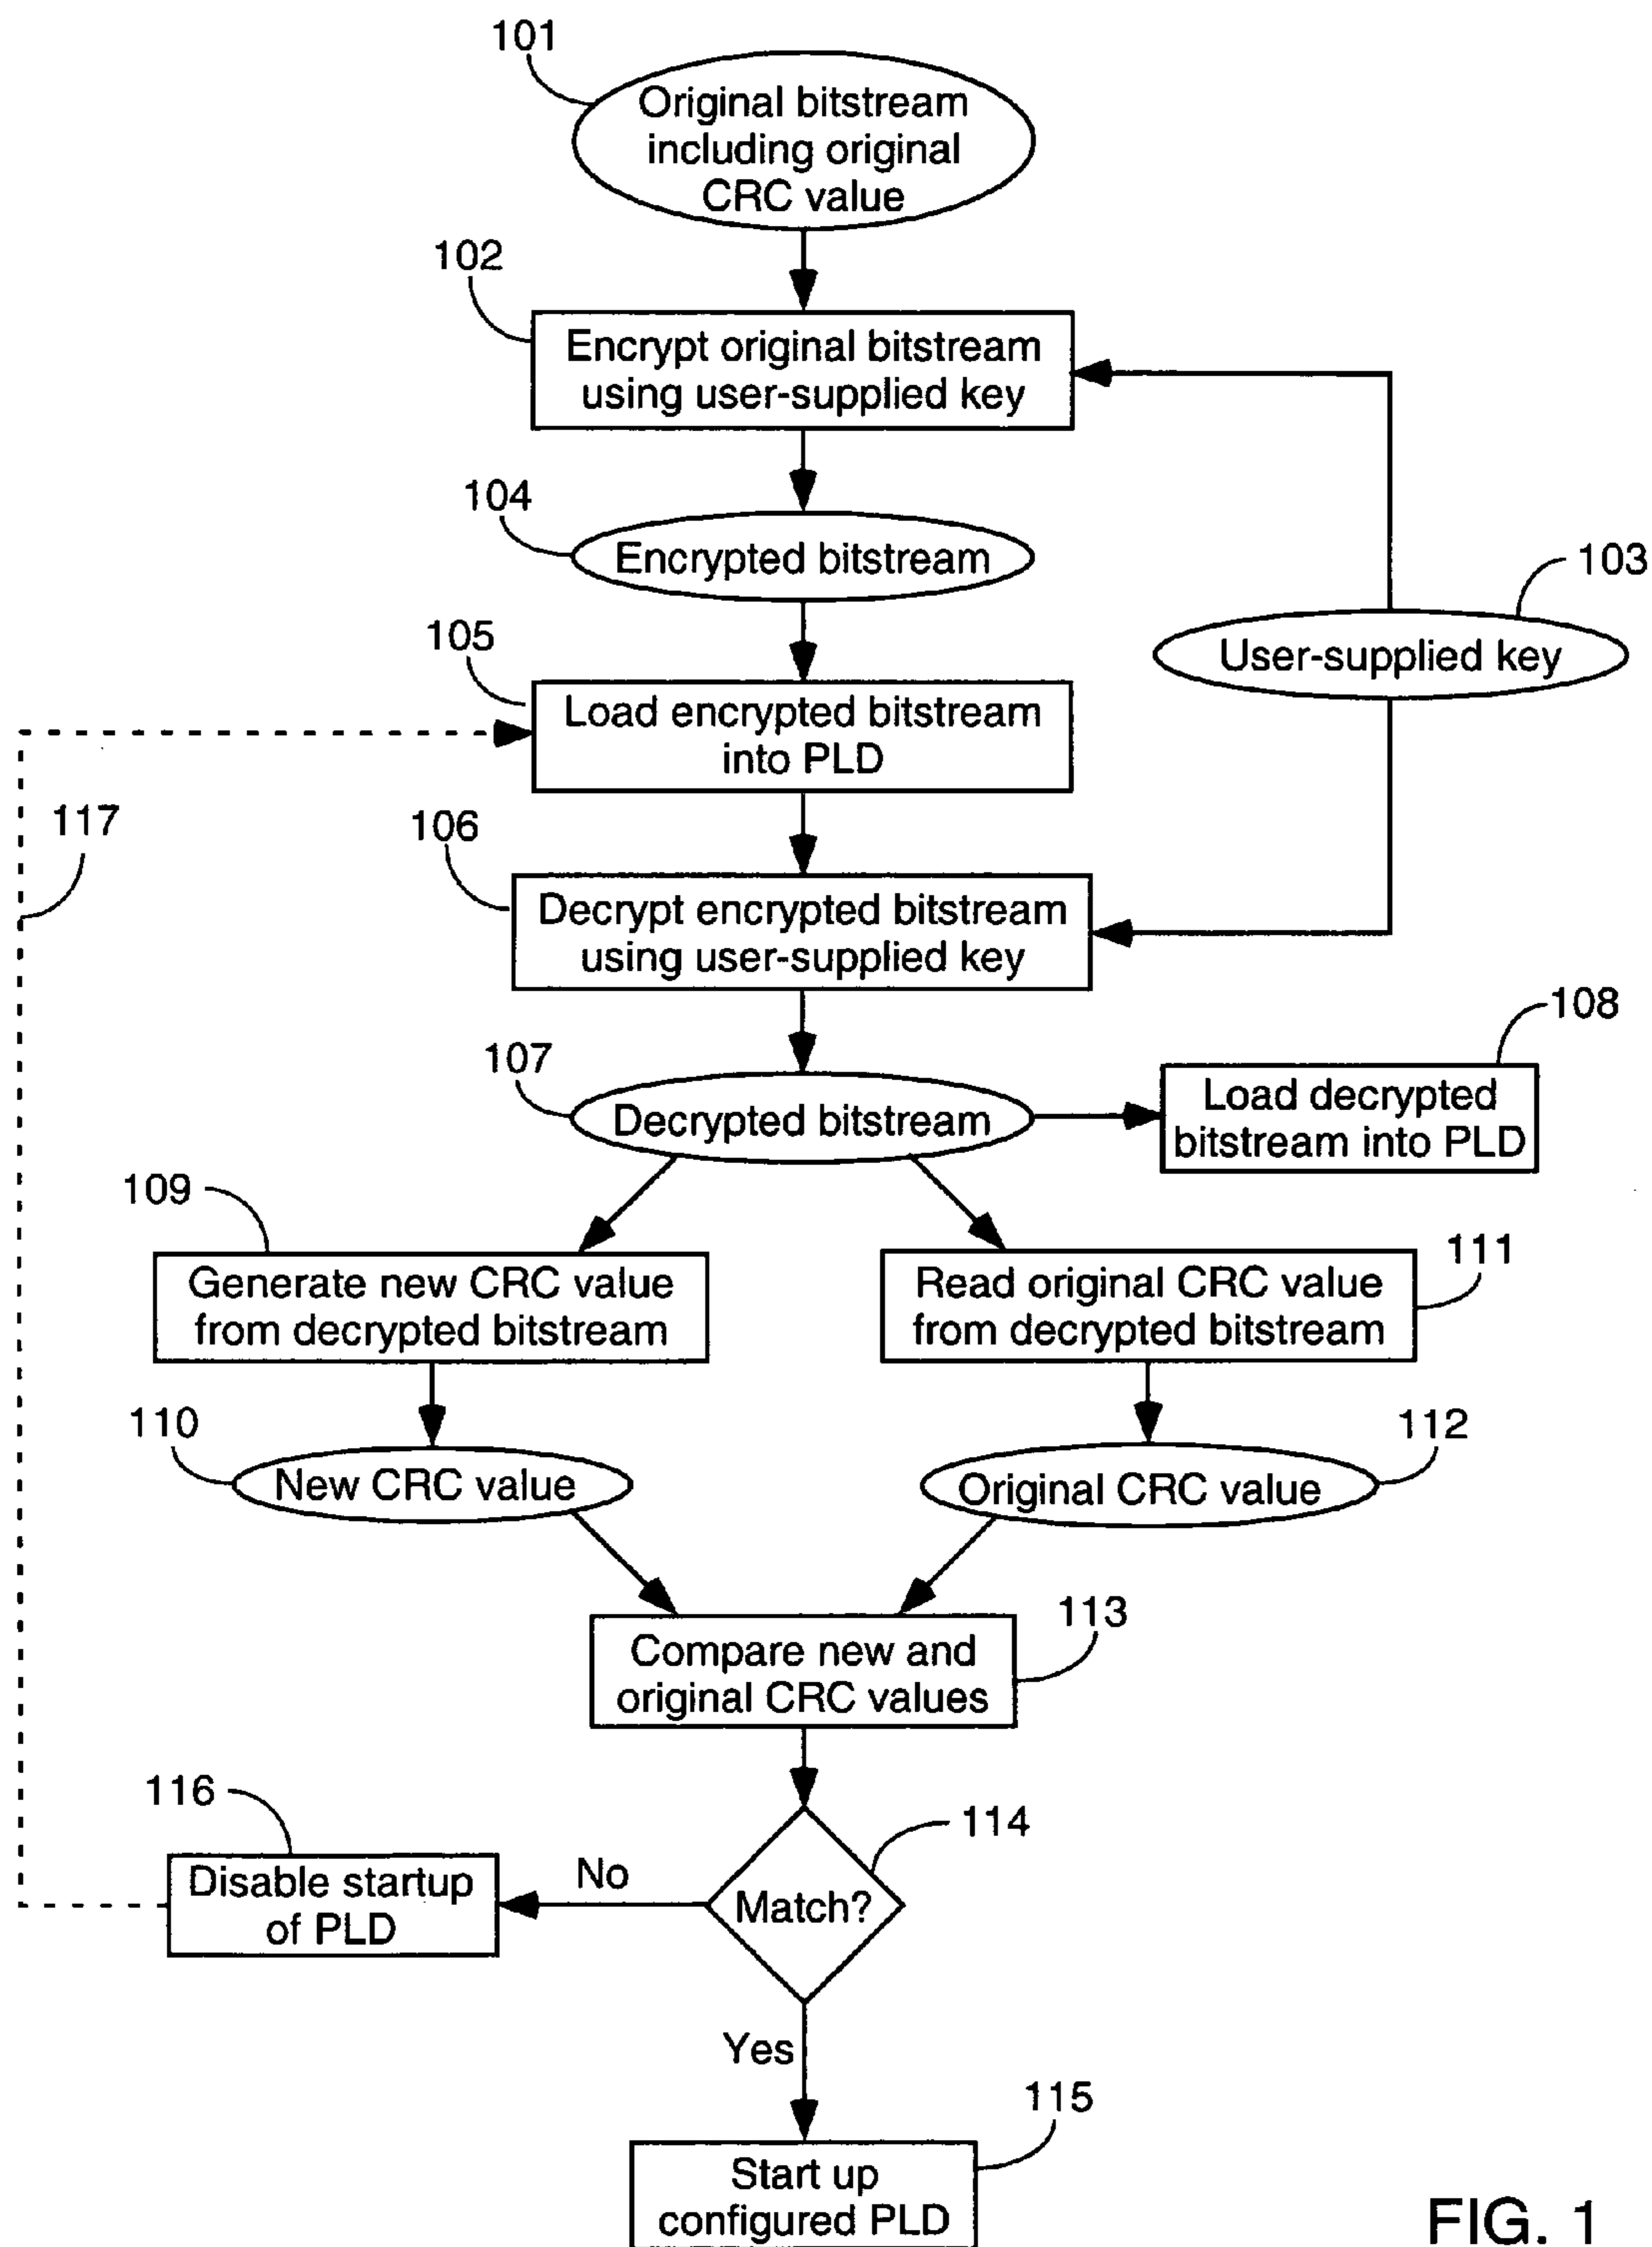 101
Original bitstream
including original
CRC value
102
Encrypt original bitstream
using user-supplied key
104
Encrypted bitstream
103
User-supplied key
105
Load encrypted bitstream
into PLD
117
106
Decrypt encrypted bitstream
using user-supplied key
108
107
Decrypted bitstream
Load decrypted
bitstream into PLD
109
Generate new CRC value
from decrypted bitstream
111
Read original CRC value
from decrypted bitstream
110
New CRC value
112
Original CRC value
113
Compare new and
original CRC values
116
Disable startup
of PLD
No
114
Match?
Yes
115
Start up
configured PLD
FIG. 1